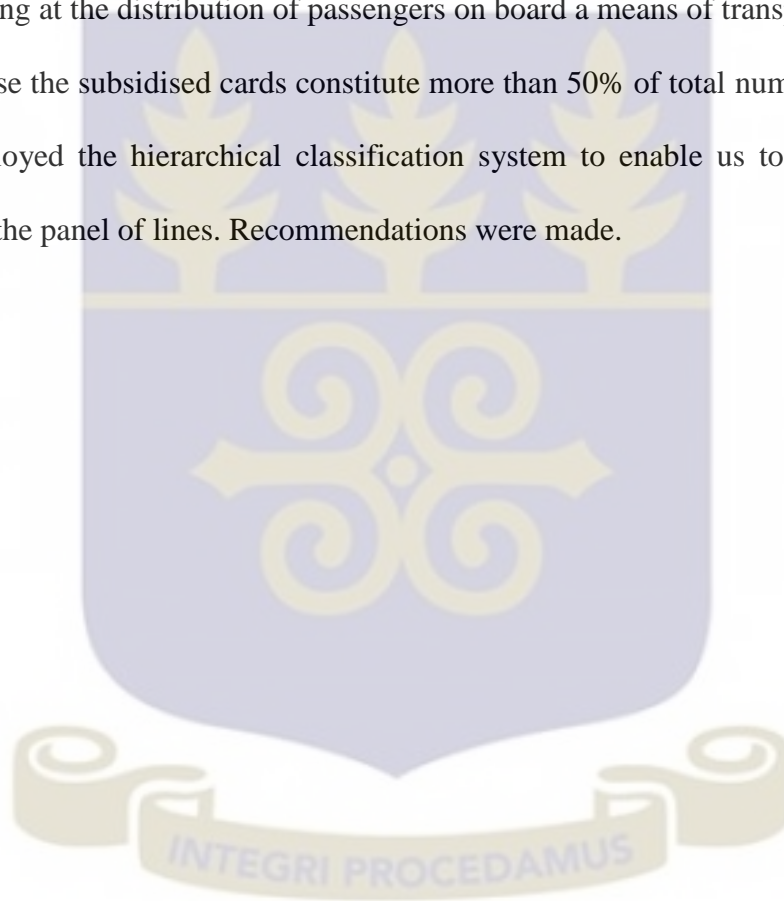 ng at the distribution of passengers on board a means of trans
se the subsidised cards constitute more than 50% of total num
loyed the hierarchical classification system to enable us to
the panel of lines. Recommendations were made.
INTEGRI PROCEDAMUS